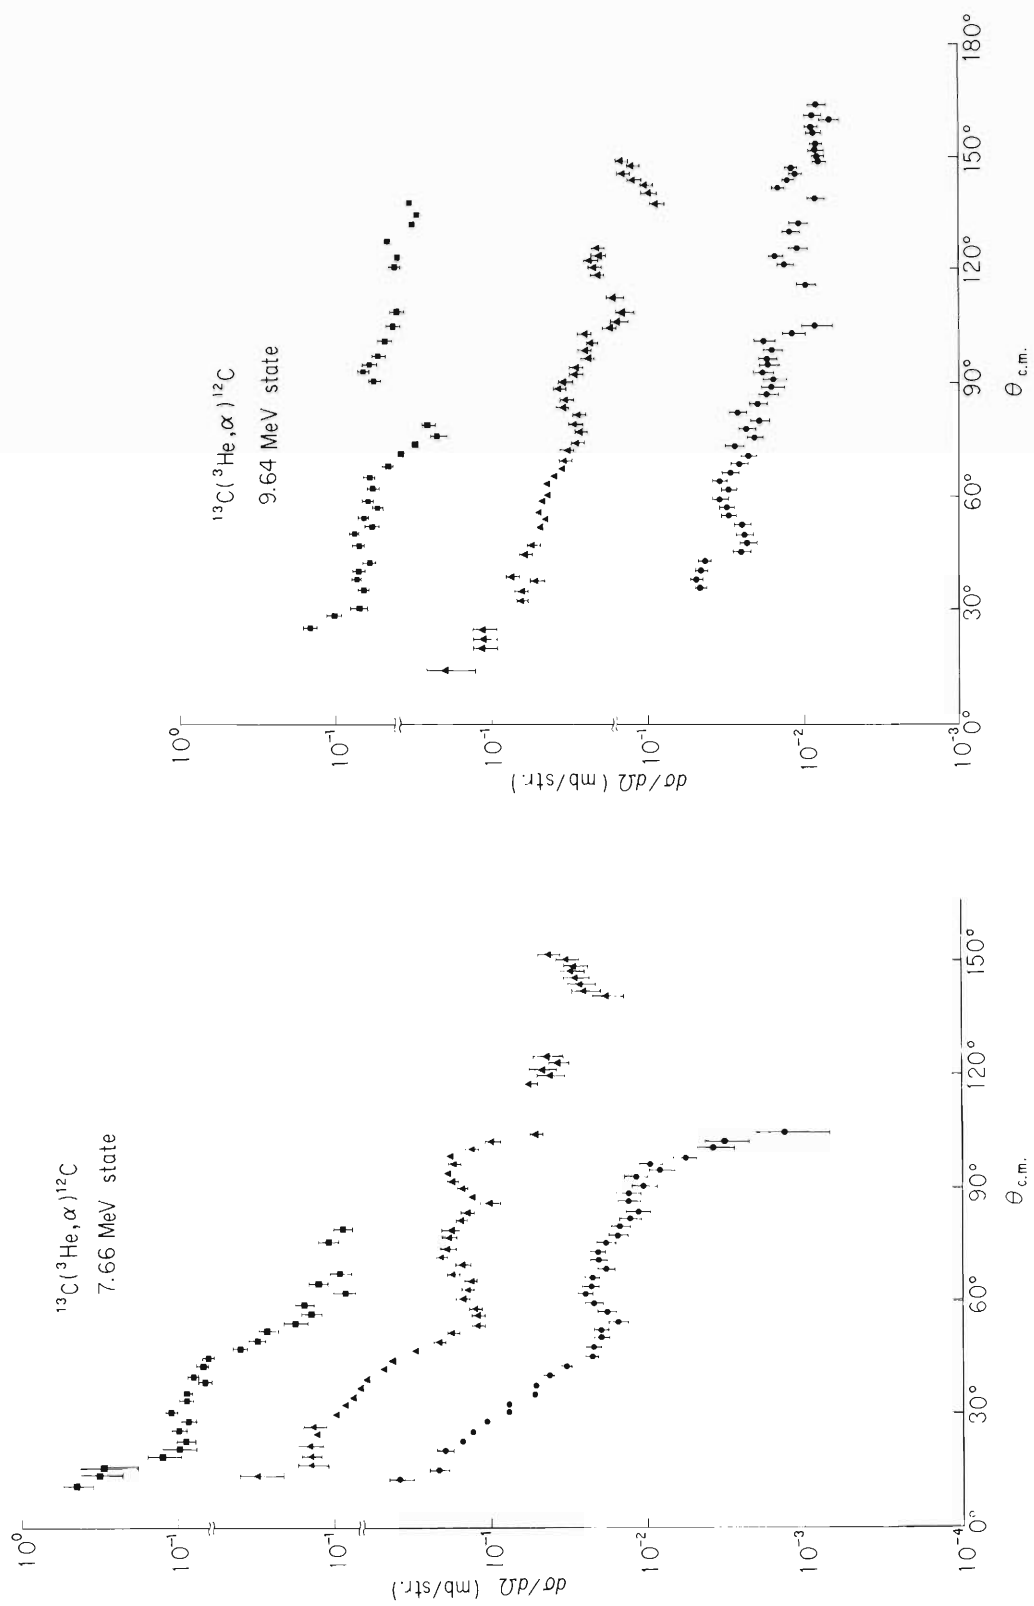 ¹³C(³He,α)¹²C
7.66 MeV state
dσ/dΩ (mb/str.)
10⁰
10⁻¹
10⁻¹
10⁻¹
10⁻²
10⁻³
10⁻⁴
0° 30° 60° 90° 120° 150°
θc.m.
¹³C(³He,α)¹²C
9.64 MeV state
dσ/dΩ (mb/str.)
10⁰
10⁻¹
10⁻¹
10⁻¹
10⁻²
10⁻³
0° 30° 60° 90° 120° 150° 180°
θc.m.